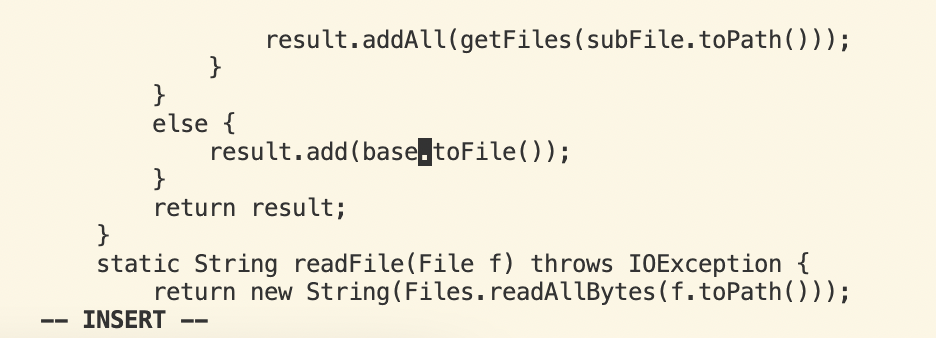 result.addAll(getFiles(subFile.toPath()));
            }
        }
        else {
            result.add(base.toFile());
        }
        return result;
    }
    static String readFile(File f) throws IOException {
        return new String(Files.readAllBytes(f.toPath()));
-- INSERT --